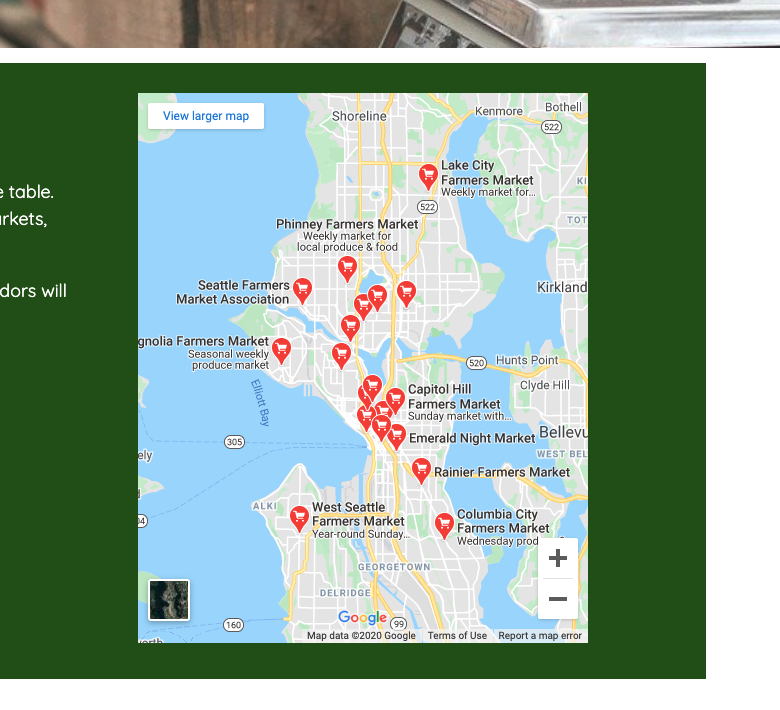 e table.
rkets,
dors will
View larger map
Shoreline
Kenmore
Bothell
522
Lake City
Farmers Market
Weekly market for...
522
Phinney Farmers Market
Weekly market for
local produce & food
Seattle Farmers
Market Association
Kirkland
gnolia Farmers Market
Seasonal weekly
produce market
520
Hunts Point
Clyde Hill
Capitol Hill
Farmers Market
Sunday market with...
Elliott Bay
Emerald Night Market
Bellevu
WEST BEL
305
ely
Rainier Farmers Market
ALKI
West Seattle
Farmers Market
Year-round Sunday...
Columbia City
Farmers Market
Wednesday prod
04
GEORGETOWN
DELRIDGE
Google
99
160
orth
Map data ©2020 Google
Terms of Use
Report a map error